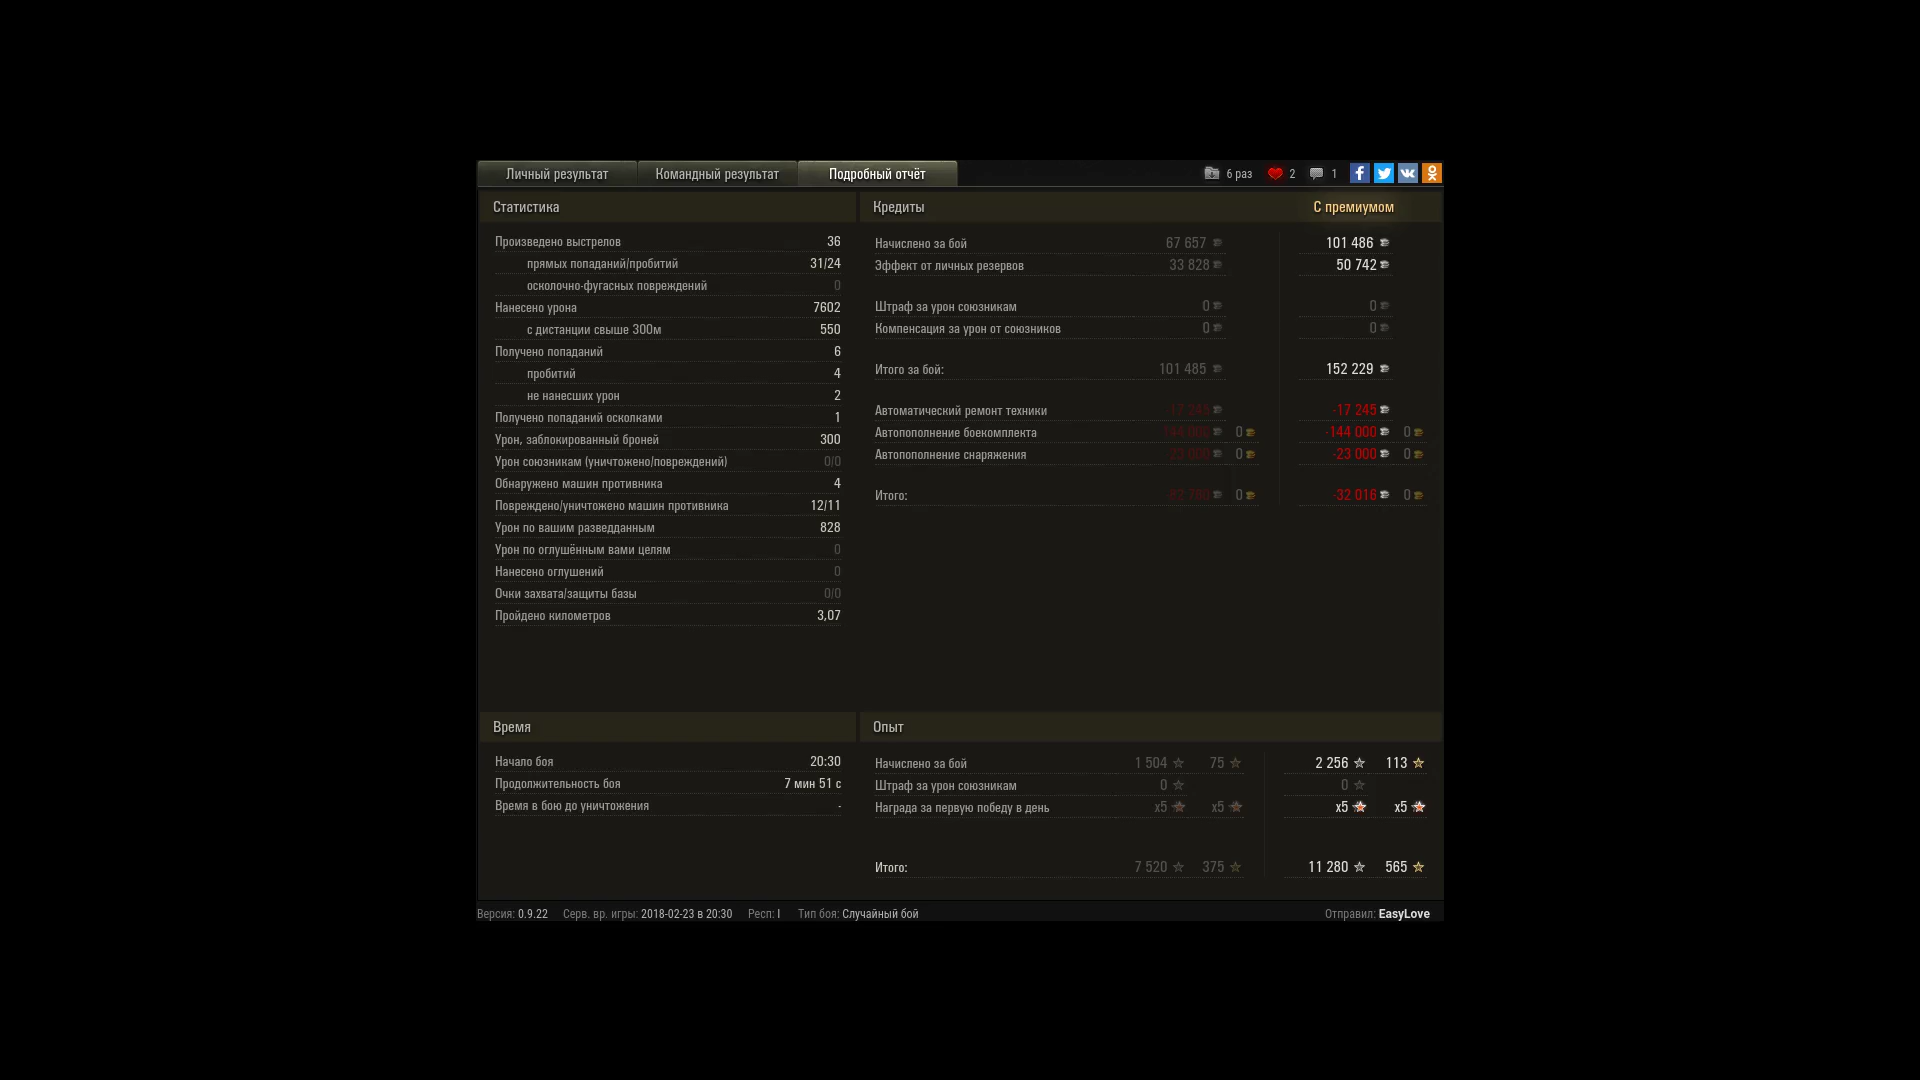 Личный результат Командный результат Подробный отчёт 6 раз 2 1
Статистика
Произведено выстрелов 36
прямых попаданий/пробитий 31/24
осколочно-фугасных повреждений 0
Нанесено урона 7602
с дистанции свыше 300м 550
Получено попаданий 6
пробитий 4
не нанесших урон 2
Получено попаданий осколками 1
Урон, заблокированный броней 300
Урон союзникам (уничтожено/повреждений) 0/0
Обнаружено машин противника 4
Повреждено/уничтожено машин противника 12/11
Урон по вашим разведданным 828
Урон по оглушённым вами целям 0
Нанесено оглушений 0
Очки захвата/защиты базы 0/0
Пройдено километров 3,07
Кредиты С премиумом
Начислено за бой 67 657 101 486
Эффект от личных резервов 33 828 50 742
Штраф за урон союзникам 0 0
Компенсация за урон от союзников 0 0
Итого за бой: 101 485 152 229
Автоматический ремонт техники -17 245 -17 245
Автопополнение боекомплекта -144 000 0 -144 000 0
Автопополнение снаряжения -23 000 0 -23 000 0
Итого: 0 -32 016 0
Время
Начало боя 20:30
Продолжительность боя 7 мин 51 с
Время в бою до уничтожения -
Опыт
Начислено за бой 1 504 75 2 256 113
Штраф за урон союзникам 0 0
Награда за первую победу в день x5 x5 x5 x5
Итого: 7 520 375 11 280 565
Версия: 0.9.22 Серв. вр. игры: 2018-02-23 в 20:30 Респ: I Тип боя: Случайный бой Отправил: EasyLove